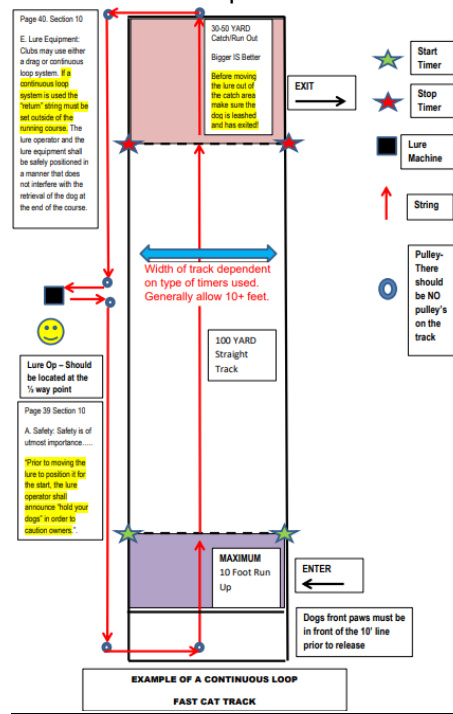 Page 40. Section 10
E. Lure Equipment:
Clubs may use either
a drag or continuous
loop system. If a
continuous loop
system is used the
"return" string must be
set outside of the
running course. The
lure operator and the
lure equipment shall
be safely positioned in
a manner that does
not interfere with the
retrieval of the dog at
the end of the course.
30-50 YARD
Catch/Run Out
Bigger IS Better
Before moving
the lure out of
the catch area
make sure the
dog is leashed
and has exited!
EXIT
Start
Timer
Stop
Timer
Lure
Machine
String
Pulley-
There
should
be NO
pulley's
on the
track
Width of track dependent
on type of timers used.
Generally allow 10+ feet.
100 YARD
Straight
Track
Lure Op – Should
be located at the
½ way point
Page 39 Section 10
A. Safety: Safety is of
utmost importance.....
"Prior to moving the
lure to position it for
the start, the lure
operator shall
announce "hold your
dogs" in order to
caution owners.".
MAXIMUM
10 Foot Run
Up
ENTER
Dogs front paws must be
in front of the 10' line
prior to release
EXAMPLE OF A CONTINUOUS LOOP
FAST CAT TRACK